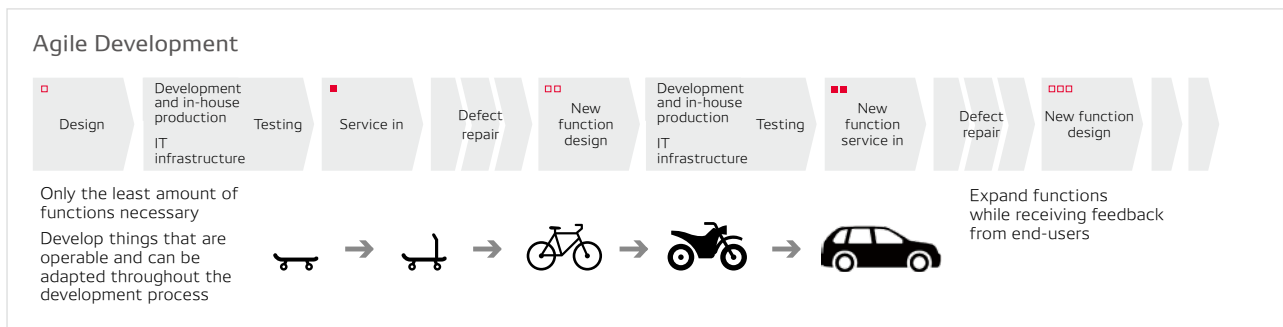 Agile Development
Design
Development
and in-house
production
IT
infrastructure
Testing
Service in
Defect
repair
New
function
design
Development
and in-house
production
IT
infrastructure
Testing
New
function
service in
Defect
repair
New function
design
Only the least amount of
functions necessary
Develop things that are
operable and can be
adapted throughout the
development process
Expand functions
while receiving feedback
from end-users